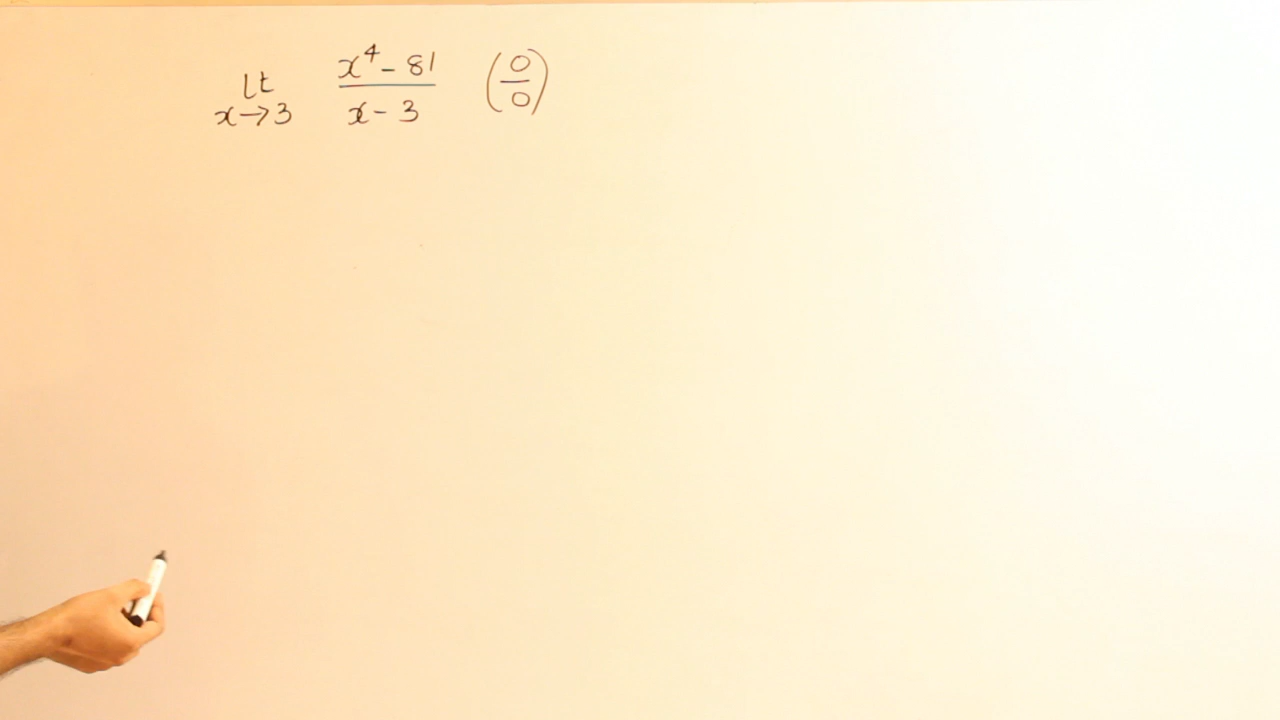 lt x→3 x⁴-81/x-3 (0/0)